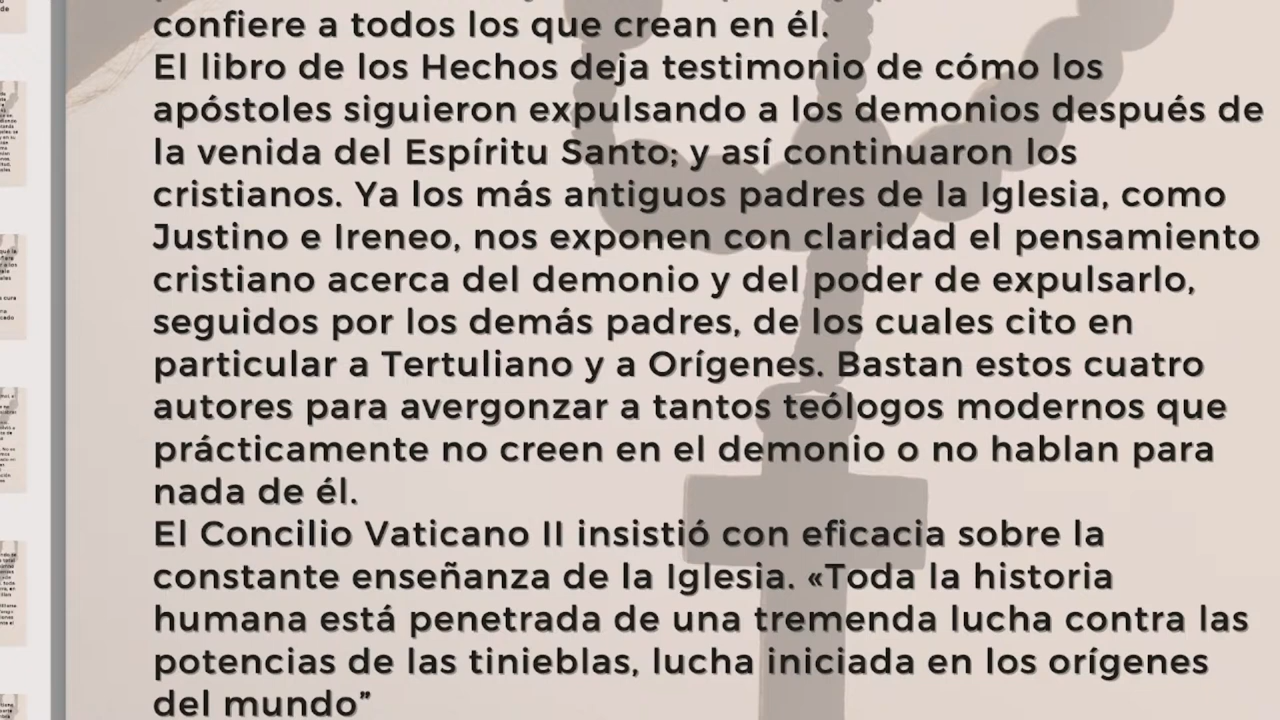 confiere a todos los que crean en él.
El libro de los Hechos deja testimonio de cómo los
apóstoles siguieron expulsando a los demonios después de
la venida del Espíritu Santo; y así continuaron los
cristianos. Ya los más antiguos padres de la Iglesia, como
Justino e Ireneo, nos exponen con claridad el pensamiento
cristiano acerca del demonio y del poder de expulsarlo,
seguidos por los demás padres, de los cuales cito en
particular a Tertuliano y a Orígenes. Bastan estos cuatro
autores para avergonzar a tantos teólogos modernos que
prácticamente no creen en el demonio o no hablan para
nada de él.
El Concilio Vaticano II insistió con eficacia sobre la
constante enseñanza de la Iglesia. «Toda la historia
humana está penetrada de una tremenda lucha contra las
potencias de las tinieblas, lucha iniciada en los orígenes
del mundo”